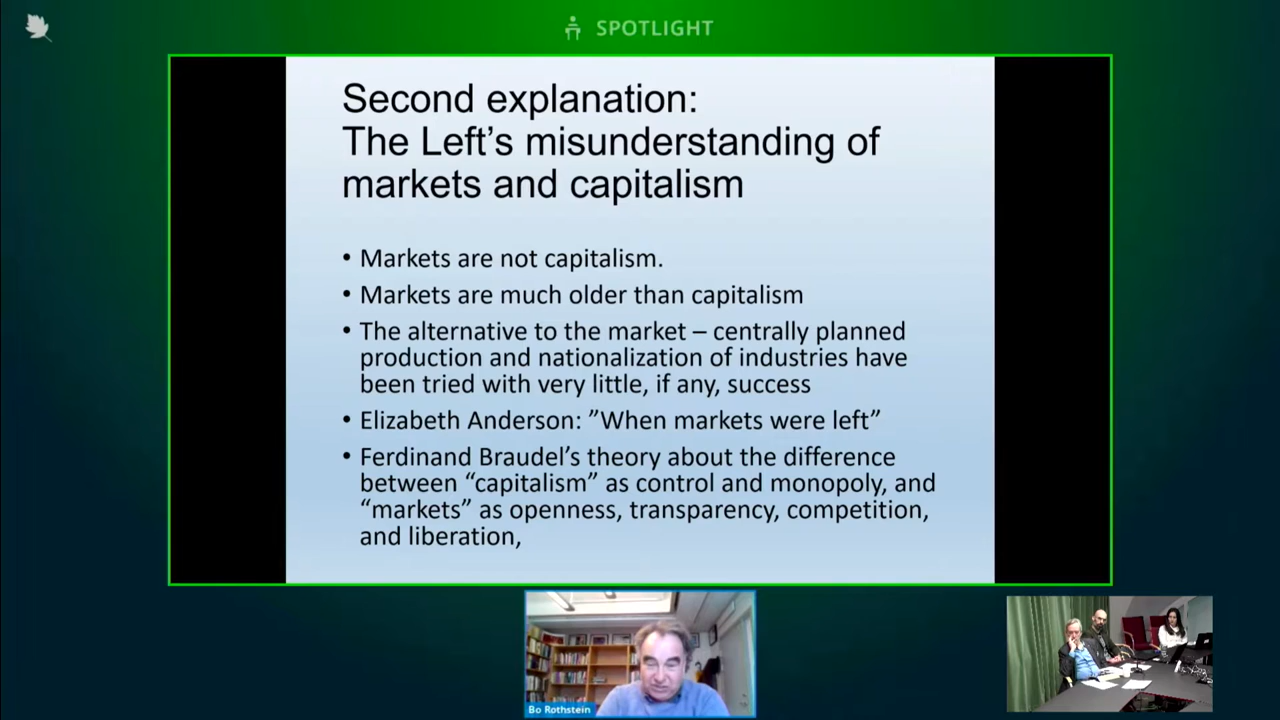 SPOTLIGHT
Second explanation:
The Left’s misunderstanding of
markets and capitalism
• Markets are not capitalism.
• Markets are much older than capitalism
• The alternative to the market – centrally planned
production and nationalization of industries have
been tried with very little, if any, success
• Elizabeth Anderson: ”When markets were left”
• Ferdinand Braudel’s theory about the difference
between “capitalism” as control and monopoly, and
“markets” as openness, transparency, competition,
and liberation,
Bo Rothstein